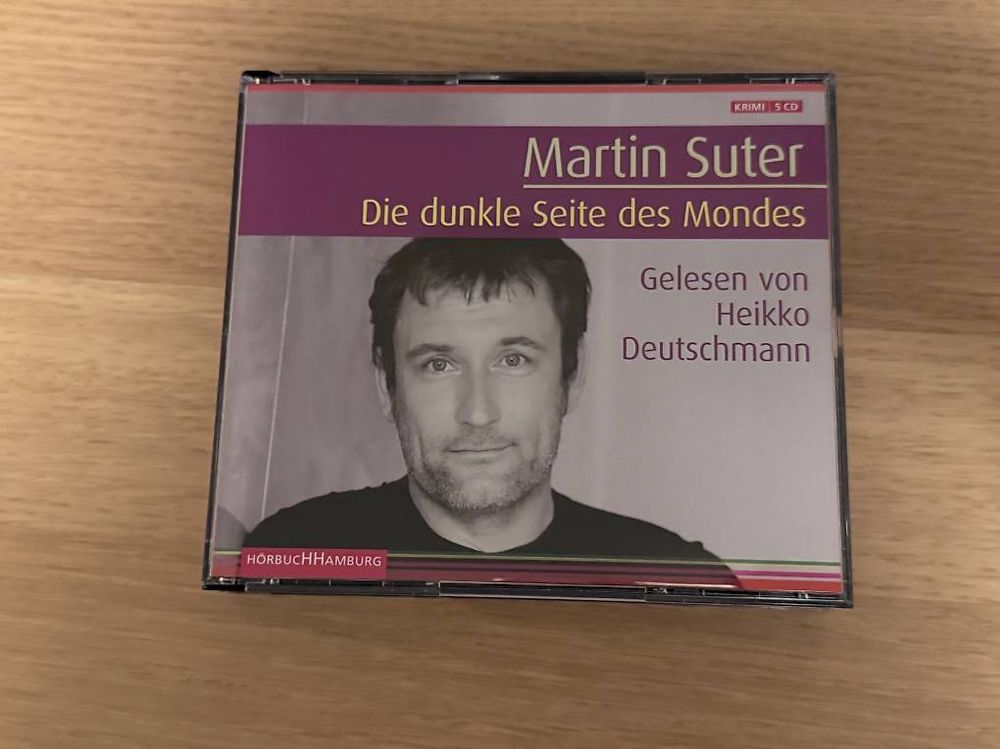 KRIMI 5 CD
Martin Suter
Die dunkle Seite des Mondes
Gelesen von
Heikko
Deutschmann
HÖRBUCHHAMBURG